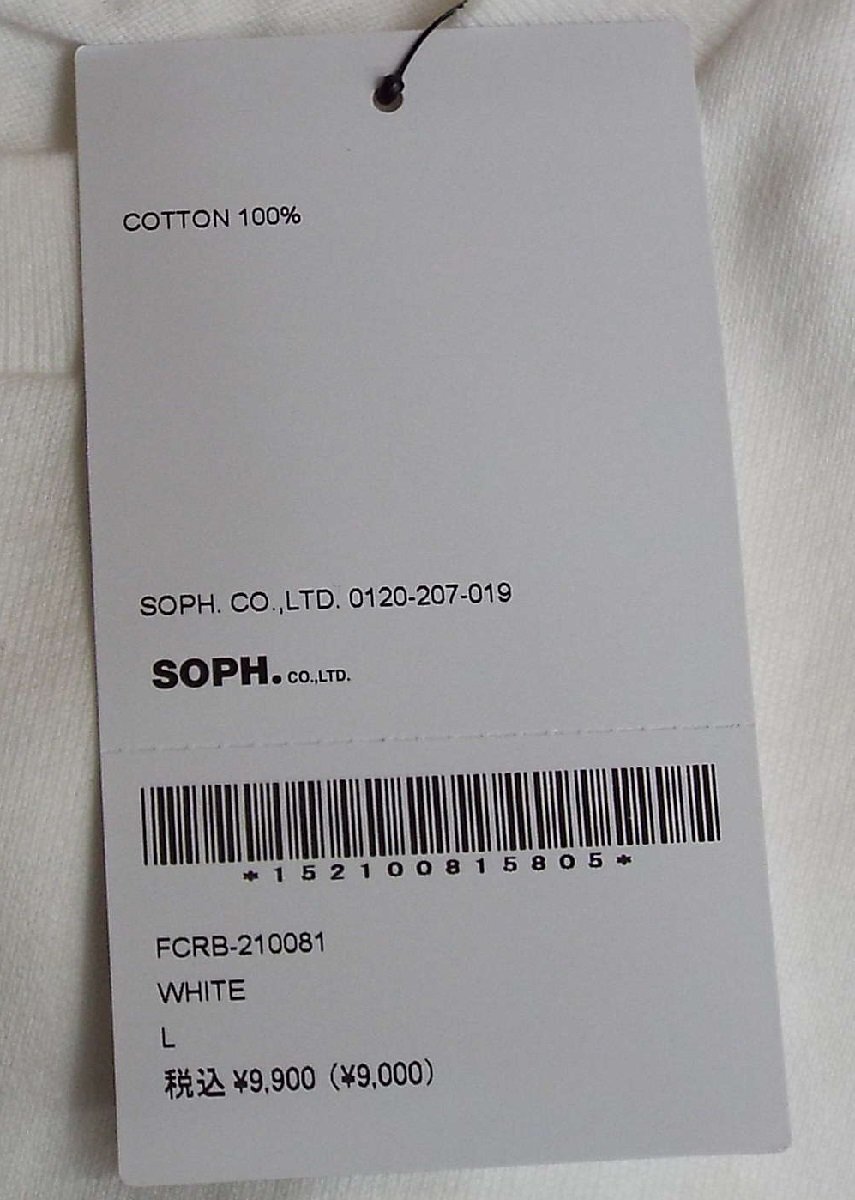 COTTON 100%
SOPH. CO.,LTD. 0120-207-019
SOPH. CO.,LTD.
*152100815805*
FCRB-210081
WHITE
L
税込 ¥9,900 (¥9,000)